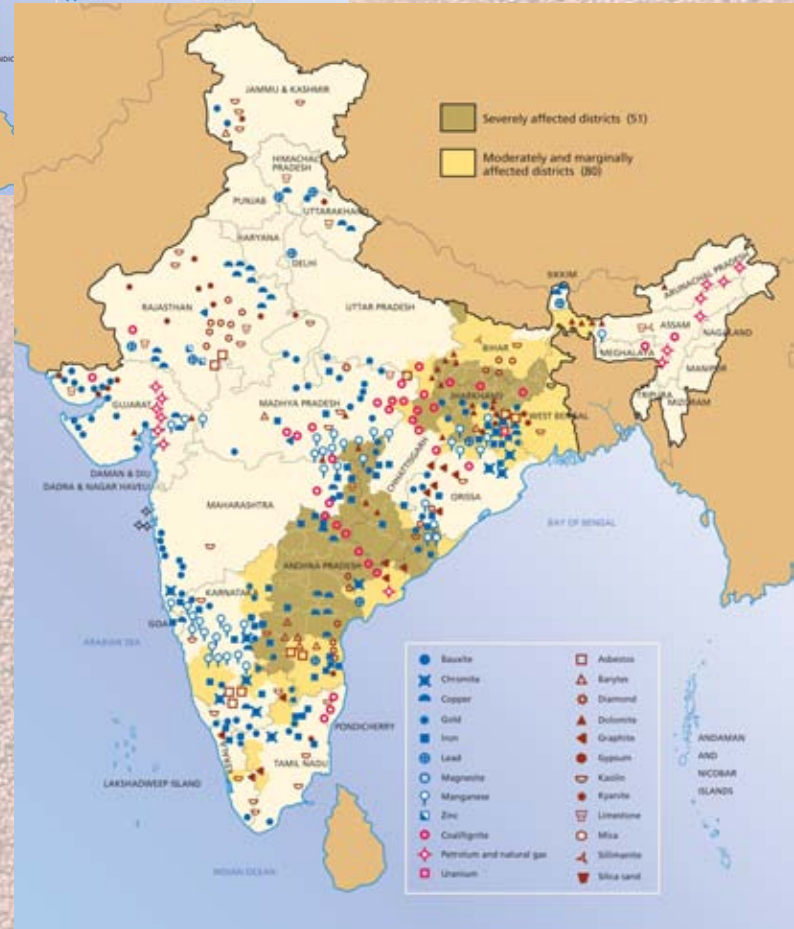 JAMMU & KASHMIR
Severely affected districts (51)
Moderately and marginally
affected districts (80)
HIMACHAL
PRADESH
PUNJAB
UTTARAKHAND
HARYANA
DELHI
SIKKIM
ARUNACHAL PRADESH
RAJASTHAN
UTTAR PRADESH
ASSAM
NAGALAND
BIHAR
MEGHALAYA
MANIPUR
GUJARAT
MADHYA PRADESH
JHARKHAND
WEST BENGAL
TRIPURA
MIZORAM
CHHATTISGARH
DAMAN & DIU
DADRA & NAGAR HAVELI
MAHARASHTRA
ORISSA
BAY OF BENGAL
ANDHRA PRADESH
KARNATAKA
GOA
ARABIAN SEA
PONDICHERRY
KERALA
TAMIL NADU
LAKSHADWEEP ISLAND
INDIAN OCEAN
ANDAMAN
AND
NICOBAR
ISLANDS
Bauxite
Chromite
Copper
Gold
Iron
Lead
Magnesite
Manganese
Zinc
Coal/lignite
Petrolum and natural gas
Uranium
Asbestos
Barytes
Diamond
Dolomite
Graphite
Gypsum
Kaolin
Kyanite
Limestone
Mica
Sillimanite
Silica sand